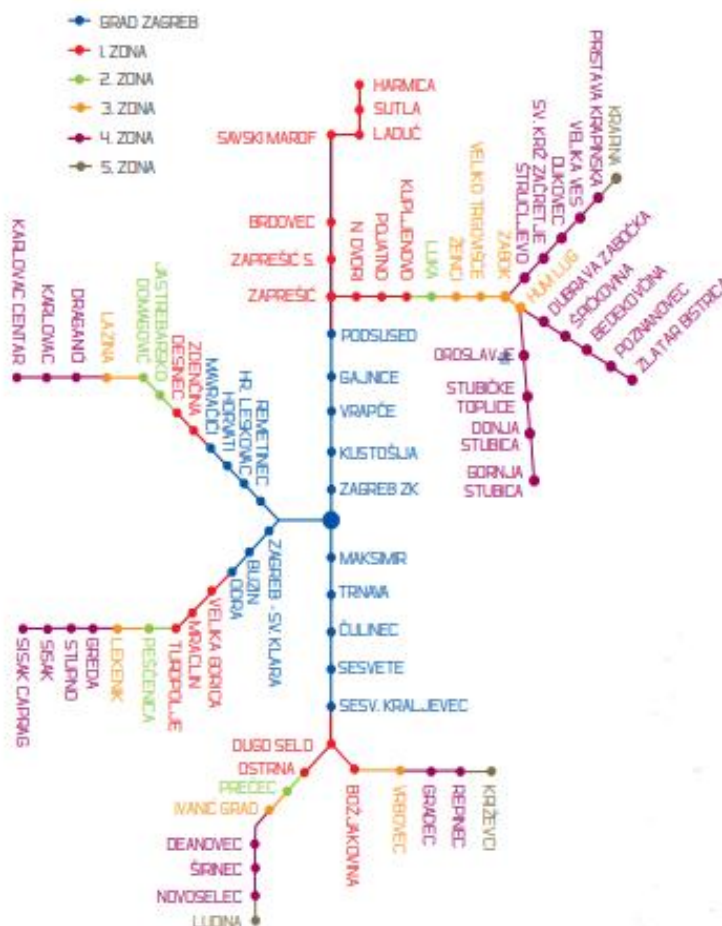 GRAD ZAGREB
1. ZONA
2. ZONA
3. ZONA
4. ZONA
5. ZONA
HARMICA
SUTLA
LADUČ
SAVSKI MAROF
BRDOVEC
ZAPREŠIĆ S.
ZAPREŠIĆ
N DVORI
POJATNO
KUPLJENOVO
LUKA
ŽEINCI
VELIKO TRGOVIŠĆE
ZABOK
ŠTRUCLJEVO
SV. KRIŽ ZAČRETJE
ĐUKOVEC
VELIKA VES
PRISTAVA KRAPINSKA
KRAPINA
HUM LUG
DUBRAVA ZABOČKA
ŠPIČKOVINA
BEDEKOVČINA
POZNANOVEC
ZLATAR BISTRICA
OROSLAVJE
STUBIČKE
TOPLICE
DONJA
STUBICA
GORNJA
STUBICA
PODSUSED
GAJNICE
VRAPČE
KUSTOŠIJA
ZAGREB ZK
MAKSIMIR
TRNAVA
ČULINEC
SESVETE
SESV. KRALJEVEC
KARLOVAC CENTAR
KARLOVAC
DRAGANIĆ
LAZINA
DOMAGOVIĆ
JASTREBARSKO
DESINEC
ZDENČINA
MAVRAČIĆI
HORVATI
HR. LESKOVAC
REMETINEC
ZAGREB - SV. KLARA
BUZIN
ODRA
VELIKA GORICA
MRACLIN
TUROPOLJE
PEŠĆENICA
LEKENIK
GREDA
STUPNO
SISAK
SISAK CAPRAG
DUGO SELO
OSTRNA
PREČEC
IVANIĆ GRAD
DEANOVEC
ŠIRINEC
NOVOSELEC
LUDINA
BOŽJAKOVINA
VRBOVEC
GRADEC
REPINEC
KRIŽEVCI